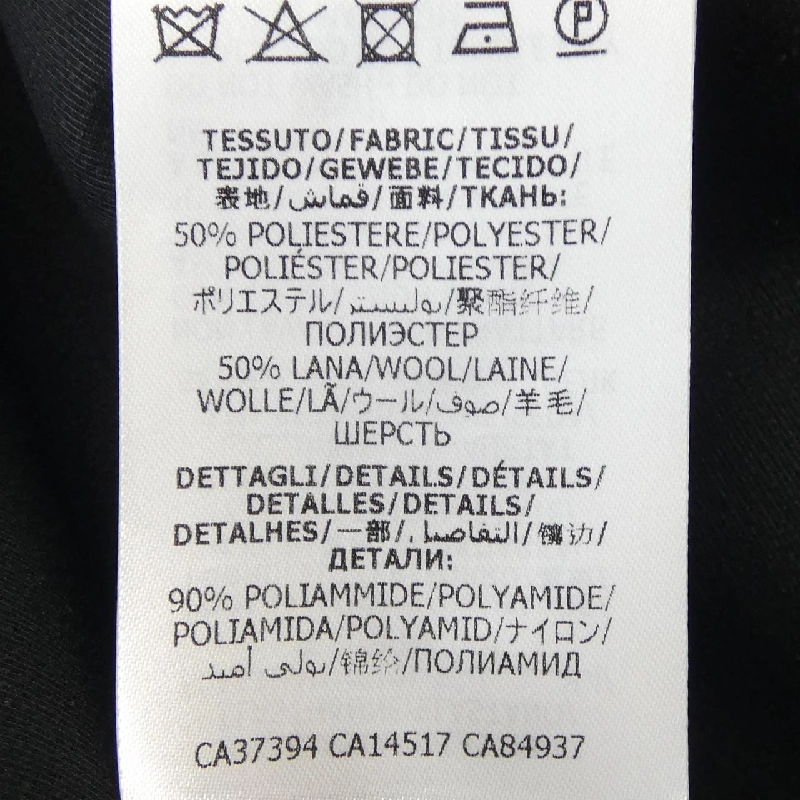 P
TESSUTO/FABRIC/TISSU/
TEJIDO/GEWEBE/TECIDO/
表地/قماش/面料/ТКАНЬ:
50% POLIESTERE/POLYESTER/
POLIÉSTER/POLIESTER/
ポリエステル/بوليستر/聚酯纤维/
ПОЛИЭСТЕР
50% LANA/WOOL/LAINE/
WOLLE/LÃ/ウール/صوف/羊毛/
ШЕРСТЬ
DETTAGLI/DETAILS/DÉTAILS/
DETALLES/DETAILS/
DETALHES/一部/التفاصيل/镶边/
ДЕТАЛИ:
90% POLIAMMIDE/POLYAMIDE/
POLIAMIDA/POLYAMID/ナイロン/
بولي أميد/锦纶/ПОЛИАМИД
CA37394 CA14517 CA84937